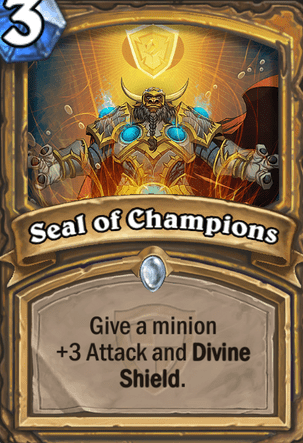 3
Seal of Champions
Give a minion
+3 Attack and Divine
Shield.